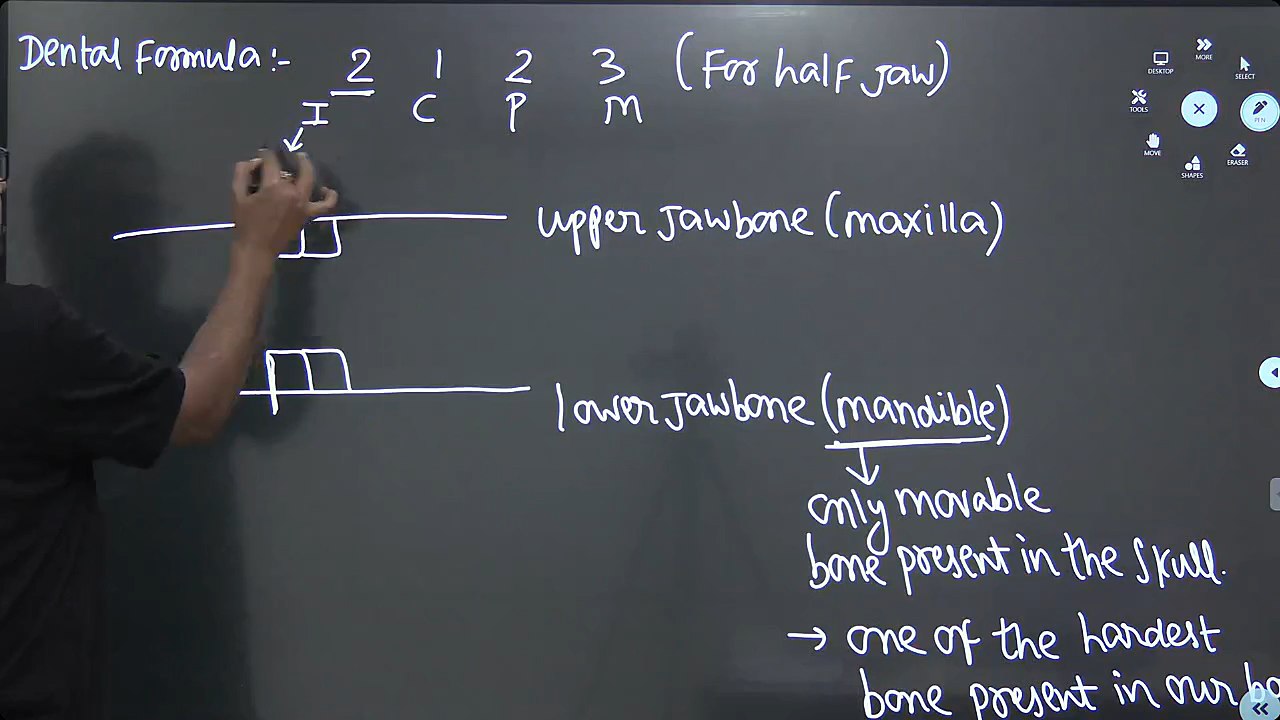 Dental Formula :- 2 1 2 3 (For half Jaw)
I C P M
upper Jawbone (maxilla)
lower Jawbone (mandible)
only movable
bone present in the skull.
→ one of the hardest
bone present in our
DESKTOP
MORE
SELECT
TOOLS
PEN
MOVE
SHAPES
ERASER